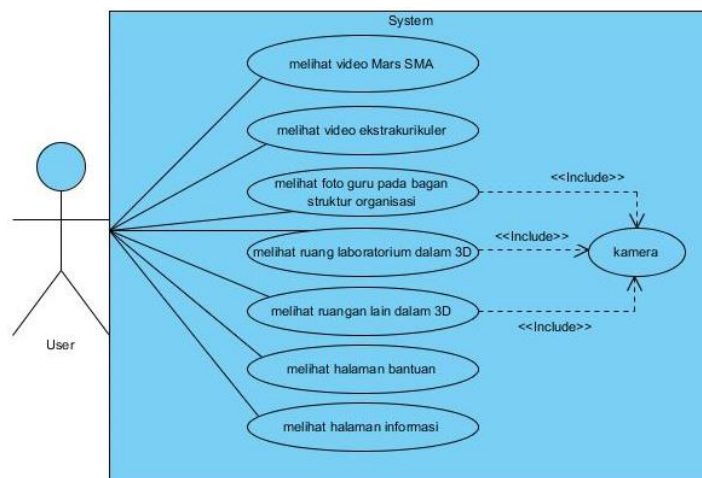 System
melihat video Mars SMA
melihat video ekstrakurikuler
melihat foto guru pada bagan
struktur organisasi
<<Include>>
melihat ruang laboratorium dalam 3D
<<Include>>
kamera
melihat ruangan lain dalam 3D
<<Include>>
User
melihat halaman bantuan
melihat halaman informasi